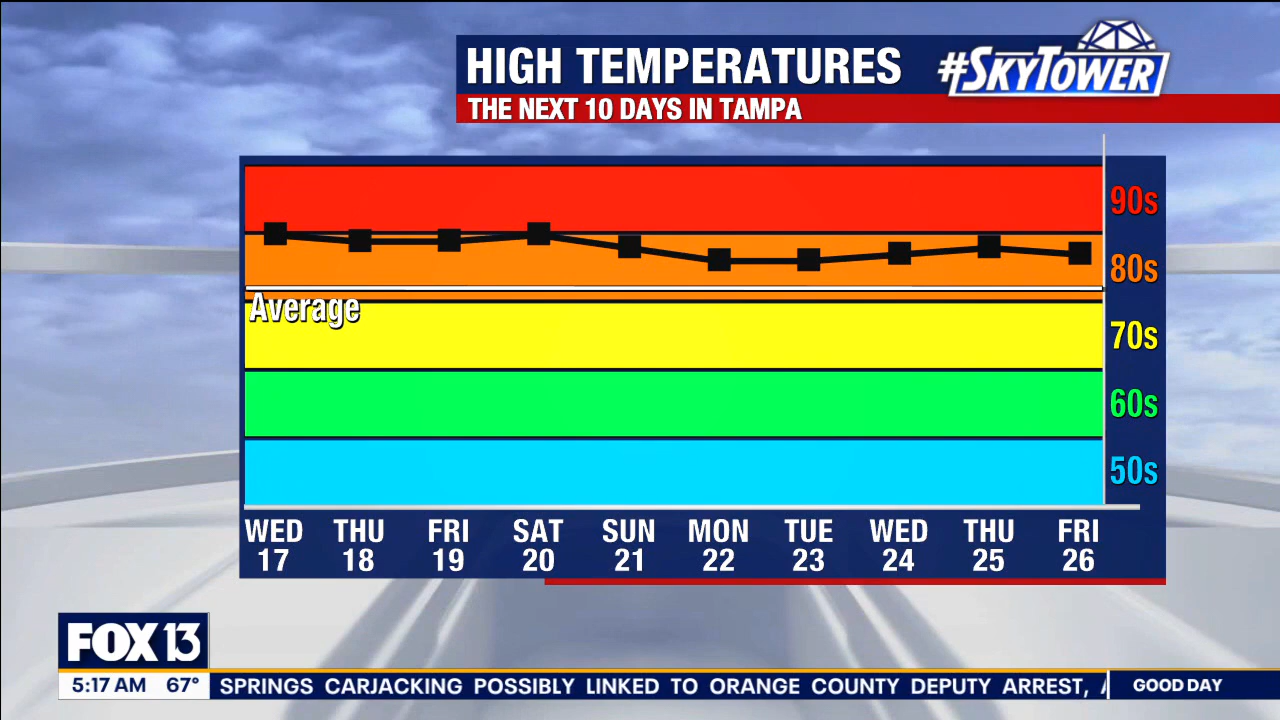 HIGH TEMPERATURES
#SKYTOWER
THE NEXT 10 DAYS IN TAMPA
90s
80s
Average
70s
60s
50s
WED THU FRI SAT SUN MON TUE WED THU FRI
17 18 19 20 21 22 23 24 25 26
FOX 13
5:17 AM 67° SPRINGS CARJACKING POSSIBLY LINKED TO ORANGE COUNTY DEPUTY ARREST, GOOD DAY